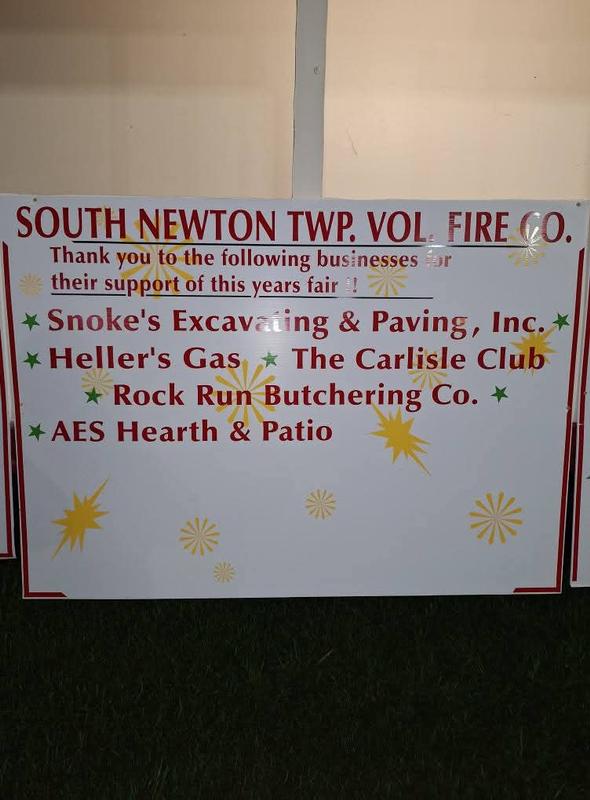 SOUTH NEWTON TWP. VOL. FIRE CO.
Thank you to the following businesses for
their support of this years fair !!
Snoke's Excavating & Paving, Inc.
Heller's Gas The Carlisle Club
Rock Run Butchering Co.
AES Hearth & Patio